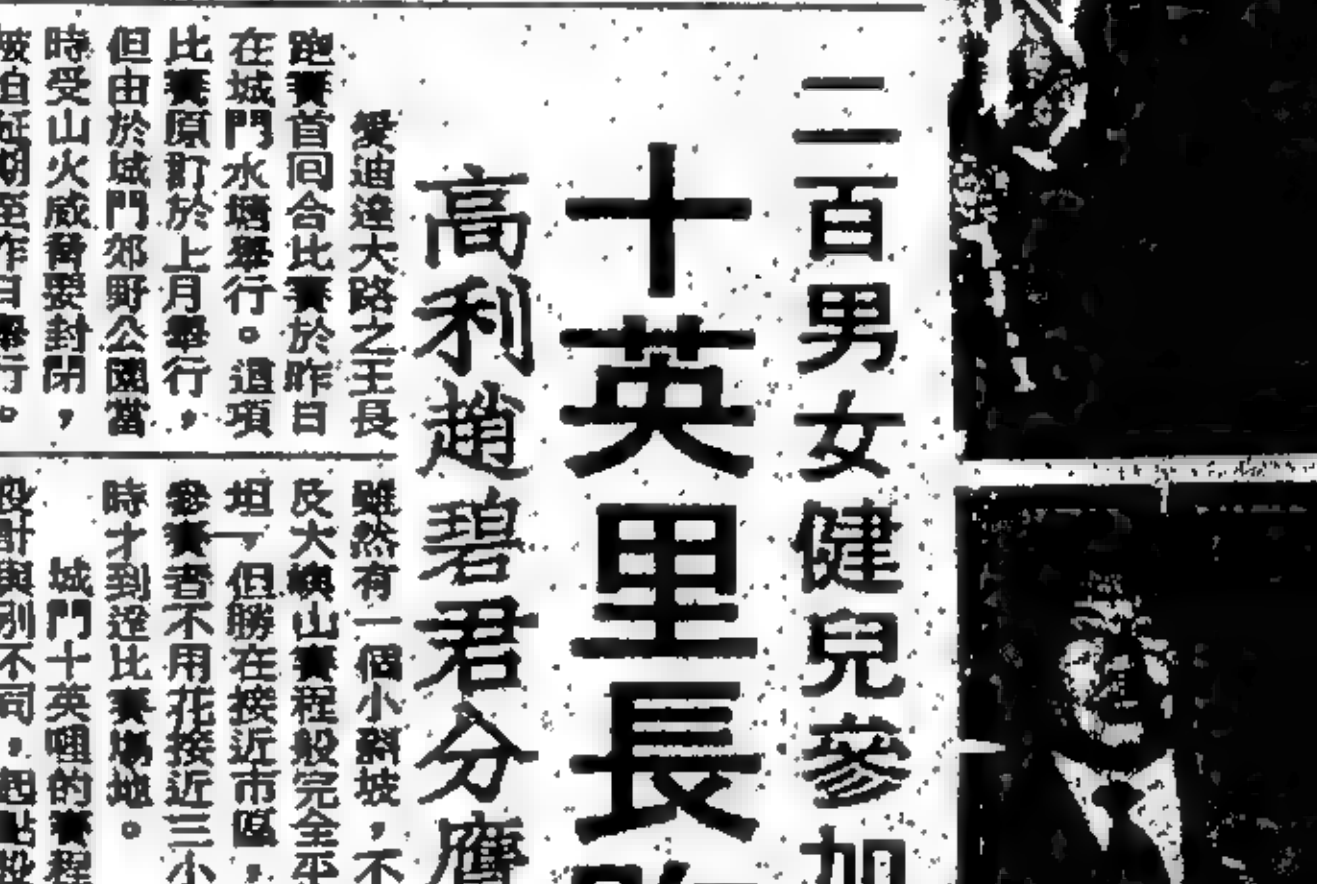 二百男女健兒參加
十英里長
高利趙碧君分膺
愛迪達大路之王長
跑賽首回合比賽於昨日
在城門水塘舉行。這項
比賽原訂於上月舉行，
但由於城門郊野公園當
時受山火威脅要封閉，
被迫延期至昨日舉行。
雖然有一個小斜坡，不
及大嶼山賽程般完全平
坦，但勝在接近市區，
參賽者不用花接近三小
時才到達比賽場地。
城門十英哩的賽程
設計與別不同，起點設